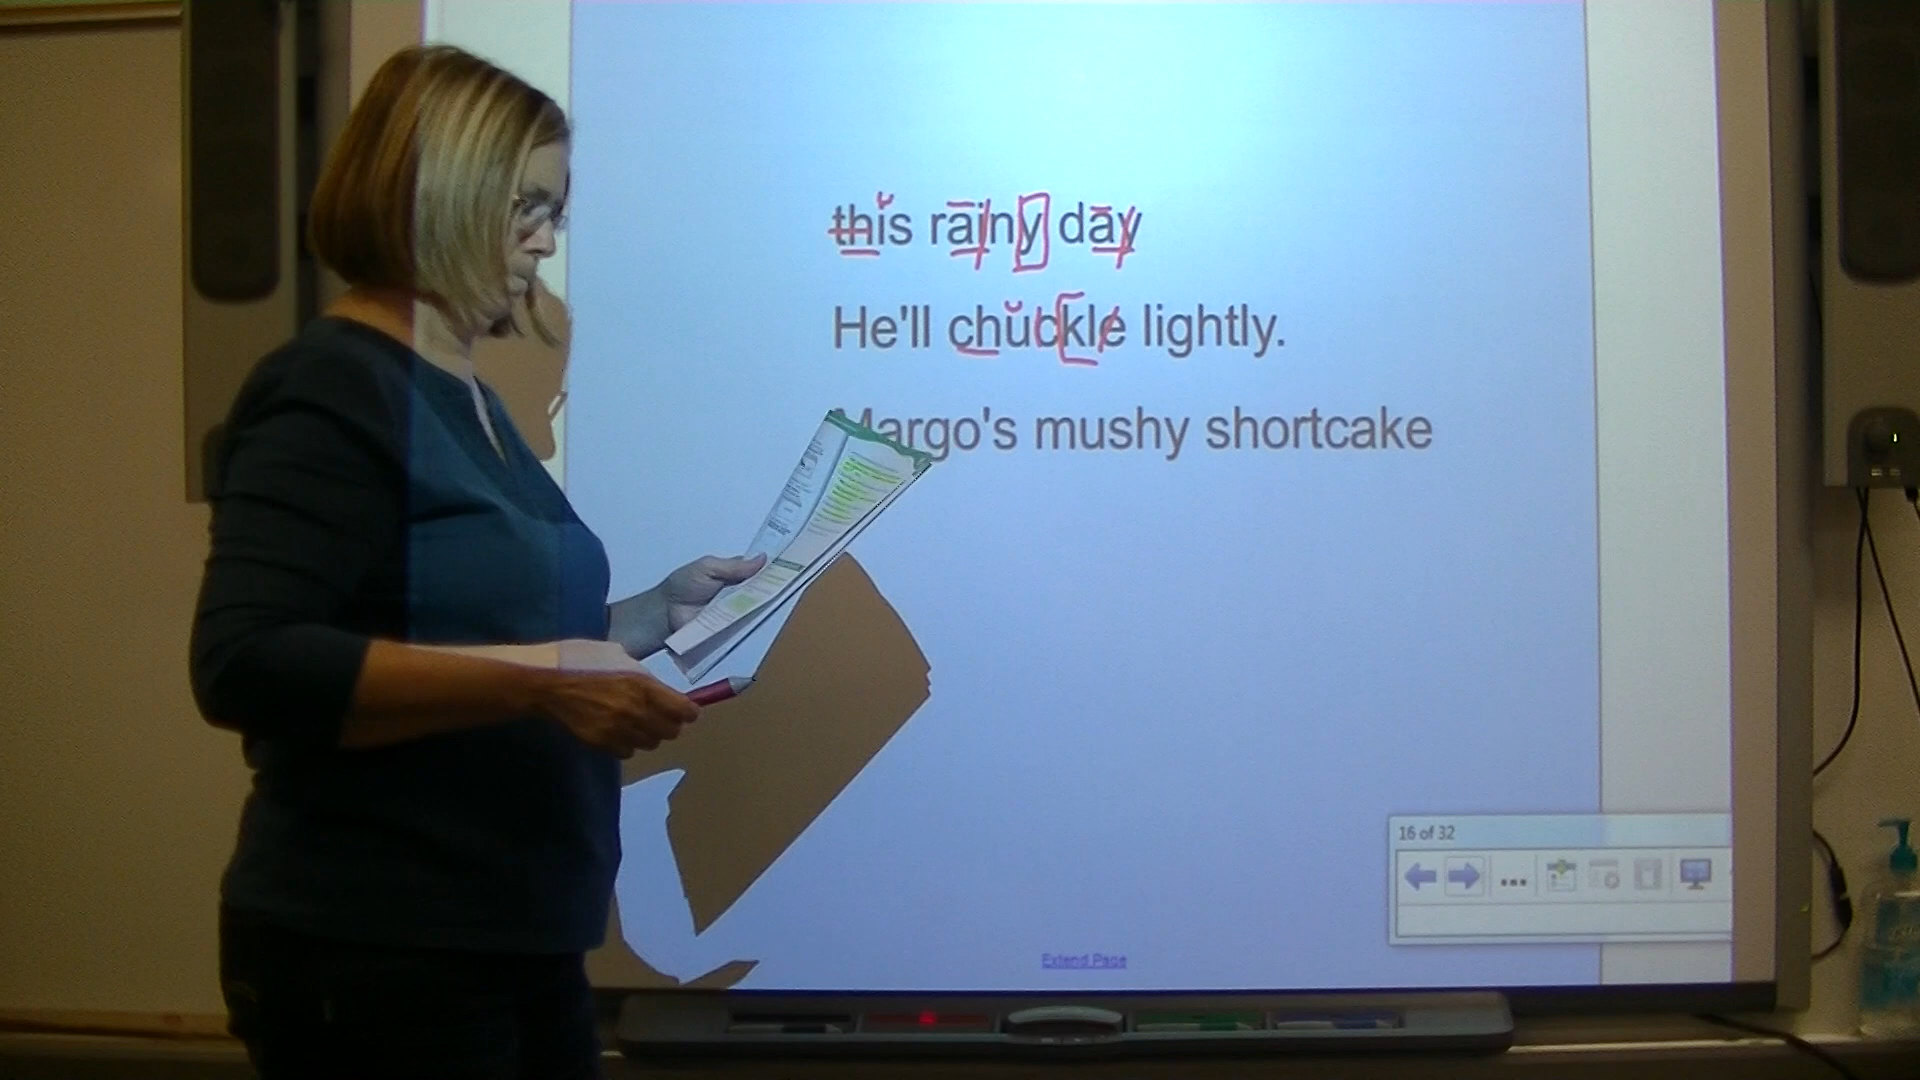 this rainy day
He'll chuckle lightly.
Margo's mushy shortcake
16 of 32
Extend Page